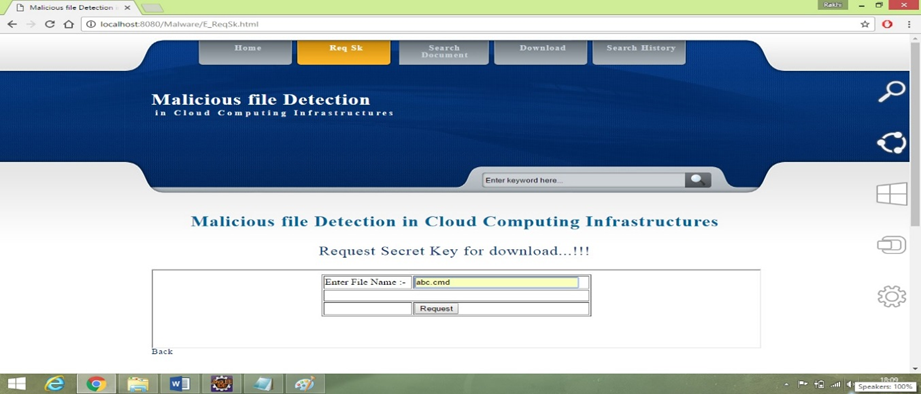 Malicious file Detection
Rakhi
localhost:8080/Malware/E_ReqSk.html
Home
Req Sk
Search
Document
Download
Search History
Malicious file Detection
in Cloud Computing Infrastructures
Enter keyword here...
Malicious file Detection in Cloud Computing Infrastructures
Request Secret Key for download...!!!
Enter File Name :-
abc.cmd
Request
Back
Speakers: 100%